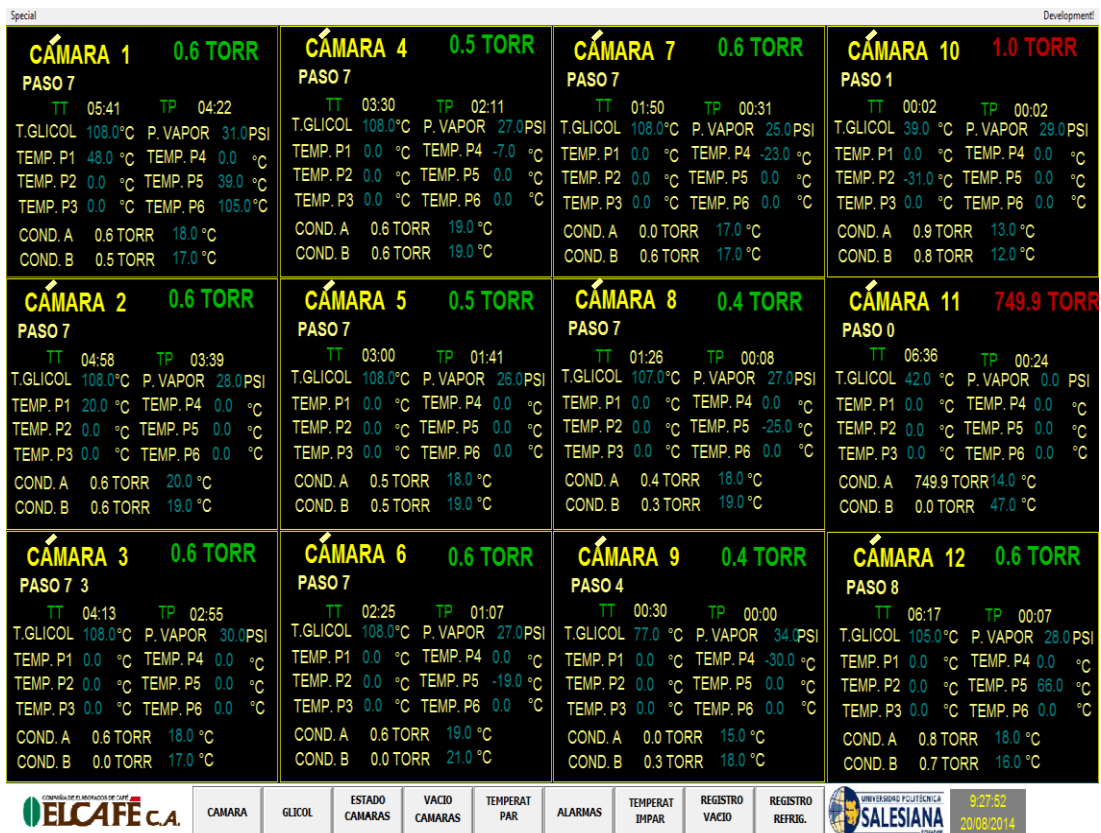 Special
Development!
CÁMARA 1 0.6 TORR
PASO 7
TT 05:41 TP 04:22
T.GLICOL 108.0°C P. VAPOR 31.0PSI
TEMP. P1 48.0 °C TEMP. P4 0.0 °C
TEMP. P2 0.0 °C TEMP. P5 39.0 °C
TEMP. P3 0.0 °C TEMP. P6 105.0°C
COND. A 0.6 TORR 18.0 °C
COND. B 0.5 TORR 17.0 °C
CÁMARA 4 0.5 TORR
PASO 7
TT 03:30 TP 02:11
T.GLICOL 108.0°C P. VAPOR 27.0PSI
TEMP. P1 0.0 °C TEMP. P4 -7.0 °C
TEMP. P2 0.0 °C TEMP. P5 0.0 °C
TEMP. P3 0.0 °C TEMP. P6 0.0 °C
COND. A 0.6 TORR 19.0 °C
COND. B 0.6 TORR 19.0 °C
CÁMARA 7 0.6 TORR
PASO 7
TT 01:50 TP 00:31
T.GLICOL 108.0°C P. VAPOR 25.0PSI
TEMP. P1 0.0 °C TEMP. P4 -23.0 °C
TEMP. P2 0.0 °C TEMP. P5 0.0 °C
TEMP. P3 0.0 °C TEMP. P6 0.0 °C
COND. A 0.0 TORR 17.0 °C
COND. B 0.6 TORR 17.0 °C
CÁMARA 10 1.0 TORR
PASO 1
TT 00:02 TP 00:02
T.GLICOL 39.0 °C P. VAPOR 29.0PSI
TEMP. P1 0.0 °C TEMP. P4 0.0 °C
TEMP. P2 -31.0 °C TEMP. P5 0.0 °C
TEMP. P3 0.0 °C TEMP. P6 0.0 °C
COND. A 0.9 TORR 13.0 °C
COND. B 0.8 TORR 12.0 °C
CÁMARA 2 0.6 TORR
PASO 7
TT 04:58 TP 03:39
T.GLICOL 108.0°C P. VAPOR 28.0PSI
TEMP. P1 20.0 °C TEMP. P4 0.0 °C
TEMP. P2 0.0 °C TEMP. P5 0.0 °C
TEMP. P3 0.0 °C TEMP. P6 0.0 °C
COND. A 0.6 TORR 20.0 °C
COND. B 0.6 TORR 19.0 °C
CÁMARA 5 0.5 TORR
PASO 7
TT 03:00 TP 01:41
T.GLICOL 108.0°C P. VAPOR 26.0PSI
TEMP. P1 0.0 °C TEMP. P4 0.0 °C
TEMP. P2 0.0 °C TEMP. P5 0.0 °C
TEMP. P3 0.0 °C TEMP. P6 0.0 °C
COND. A 0.5 TORR 18.0 °C
COND. B 0.5 TORR 19.0 °C
CÁMARA 8 0.4 TORR
PASO 7
TT 01:26 TP 00:08
T.GLICOL 107.0°C P. VAPOR 27.0PSI
TEMP. P1 0.0 °C TEMP. P4 0.0 °C
TEMP. P2 0.0 °C TEMP. P5 -25.0 °C
TEMP. P3 0.0 °C TEMP. P6 0.0 °C
COND. A 0.4 TORR 18.0 °C
COND. B 0.3 TORR 19.0 °C
CÁMARA 11 749.9 TORR
PASO 0
TT 06:36 TP 00:24
T.GLICOL 42.0 °C P. VAPOR 0.0 PSI
TEMP. P1 0.0 °C TEMP. P4 0.0 °C
TEMP. P2 0.0 °C TEMP. P5 0.0 °C
TEMP. P3 0.0 °C TEMP. P6 0.0 °C
COND. A 749.9 TORR 14.0 °C
COND. B 0.0 TORR 47.0 °C
CÁMARA 3 0.6 TORR
PASO 7 3
TT 04:13 TP 02:55
T.GLICOL 108.0°C P. VAPOR 30.0PSI
TEMP. P1 0.0 °C TEMP. P4 0.0 °C
TEMP. P2 0.0 °C TEMP. P5 0.0 °C
TEMP. P3 0.0 °C TEMP. P6 0.0 °C
COND. A 0.6 TORR 18.0 °C
COND. B 0.0 TORR 17.0 °C
CÁMARA 6 0.6 TORR
PASO 7
TT 02:25 TP 01:07
T.GLICOL 108.0°C P. VAPOR 27.0PSI
TEMP. P1 0.0 °C TEMP. P4 0.0 °C
TEMP. P2 0.0 °C TEMP. P5 -19.0 °C
TEMP. P3 0.0 °C TEMP. P6 0.0 °C
COND. A 0.6 TORR 19.0 °C
COND. B 0.0 TORR 21.0 °C
CÁMARA 9 0.4 TORR
PASO 4
TT 00:30 TP 00:00
T.GLICOL 77.0 °C P. VAPOR 34.0PSI
TEMP. P1 0.0 °C TEMP. P4 -30.0 °C
TEMP. P2 0.0 °C TEMP. P5 0.0 °C
TEMP. P3 0.0 °C TEMP. P6 0.0 °C
COND. A 0.0 TORR 15.0 °C
COND. B 0.3 TORR 18.0 °C
CÁMARA 12 0.6 TORR
PASO 8
TT 06:17 TP 00:07
T.GLICOL 105.0°C P. VAPOR 28.0PSI
TEMP. P1 0.0 °C TEMP. P4 0.0 °C
TEMP. P2 0.0 °C TEMP. P5 66.0 °C
TEMP. P3 0.0 °C TEMP. P6 0.0 °C
COND. A 0.8 TORR 18.0 °C
COND. B 0.7 TORR 16.0 °C
COMPAÑIA DE ELABORADOS DE CAFÉ
ELCAFÉ C.A.
CAMARA
GLICOL
ESTADO
CAMARAS
VACIO
CAMARAS
TEMPERAT
PAR
ALARMAS
TEMPERAT
IMPAR
REGISTRO
VACIO
REGISTRO
REFRIG.
UNIVERSIDAD POLITÉCNICA
SALESIANA
ECUADOR
9:27:52
20/08/2014